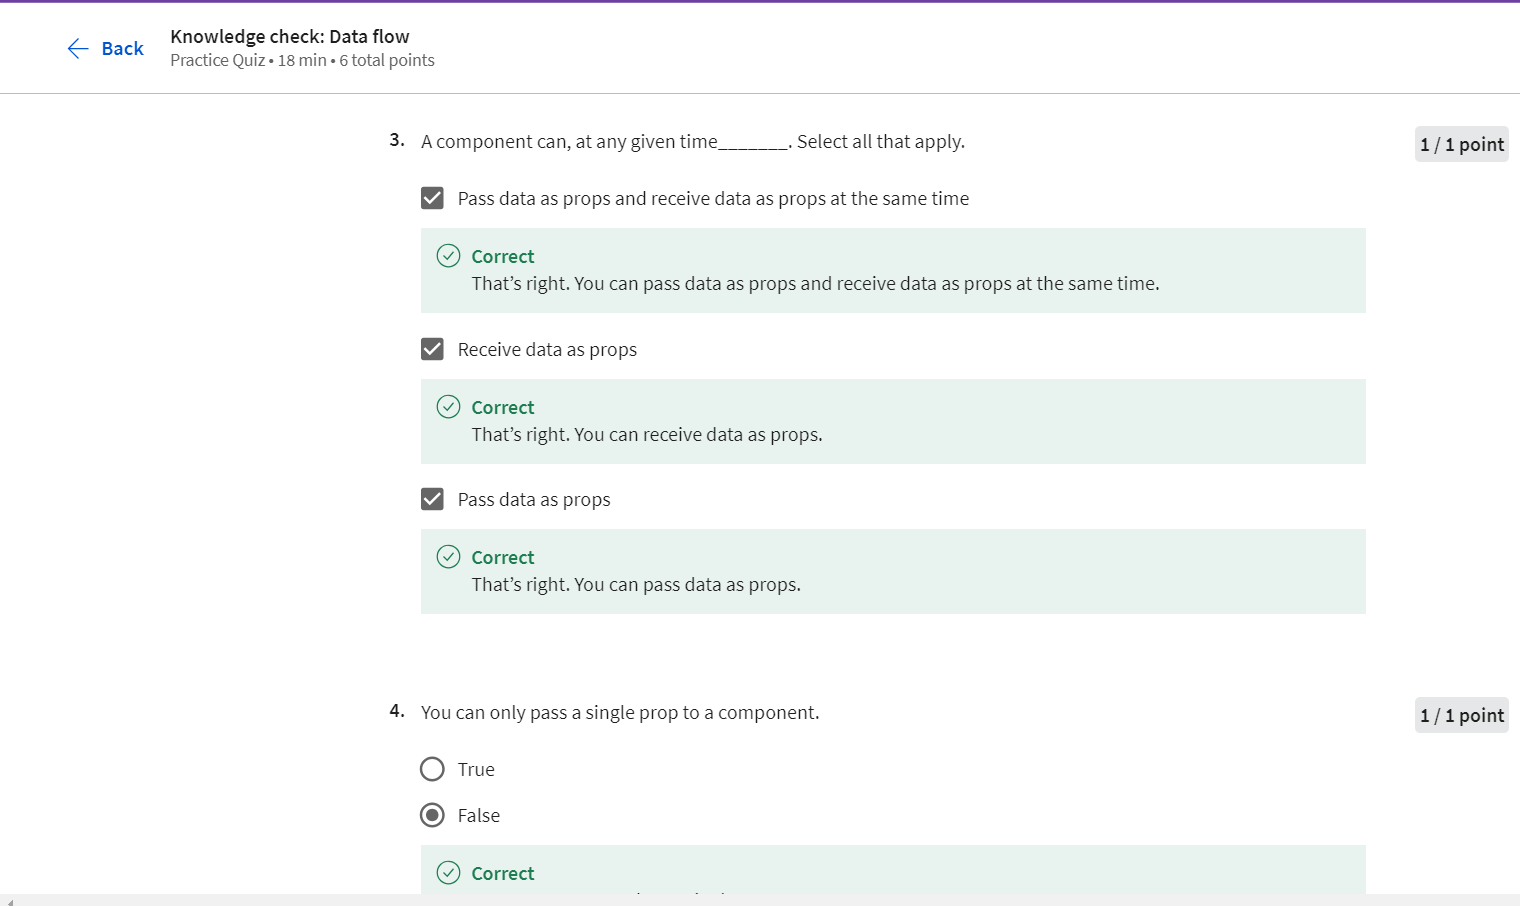 Back
Knowledge check: Data flow
Practice Quiz • 18 min • 6 total points
3. A component can, at any given time_______. Select all that apply.
1 / 1 point
Pass data as props and receive data as props at the same time
Correct
That’s right. You can pass data as props and receive data as props at the same time.
Receive data as props
Correct
That’s right. You can receive data as props.
Pass data as props
Correct
That’s right. You can pass data as props.
4. You can only pass a single prop to a component.
1 / 1 point
True
False
Correct